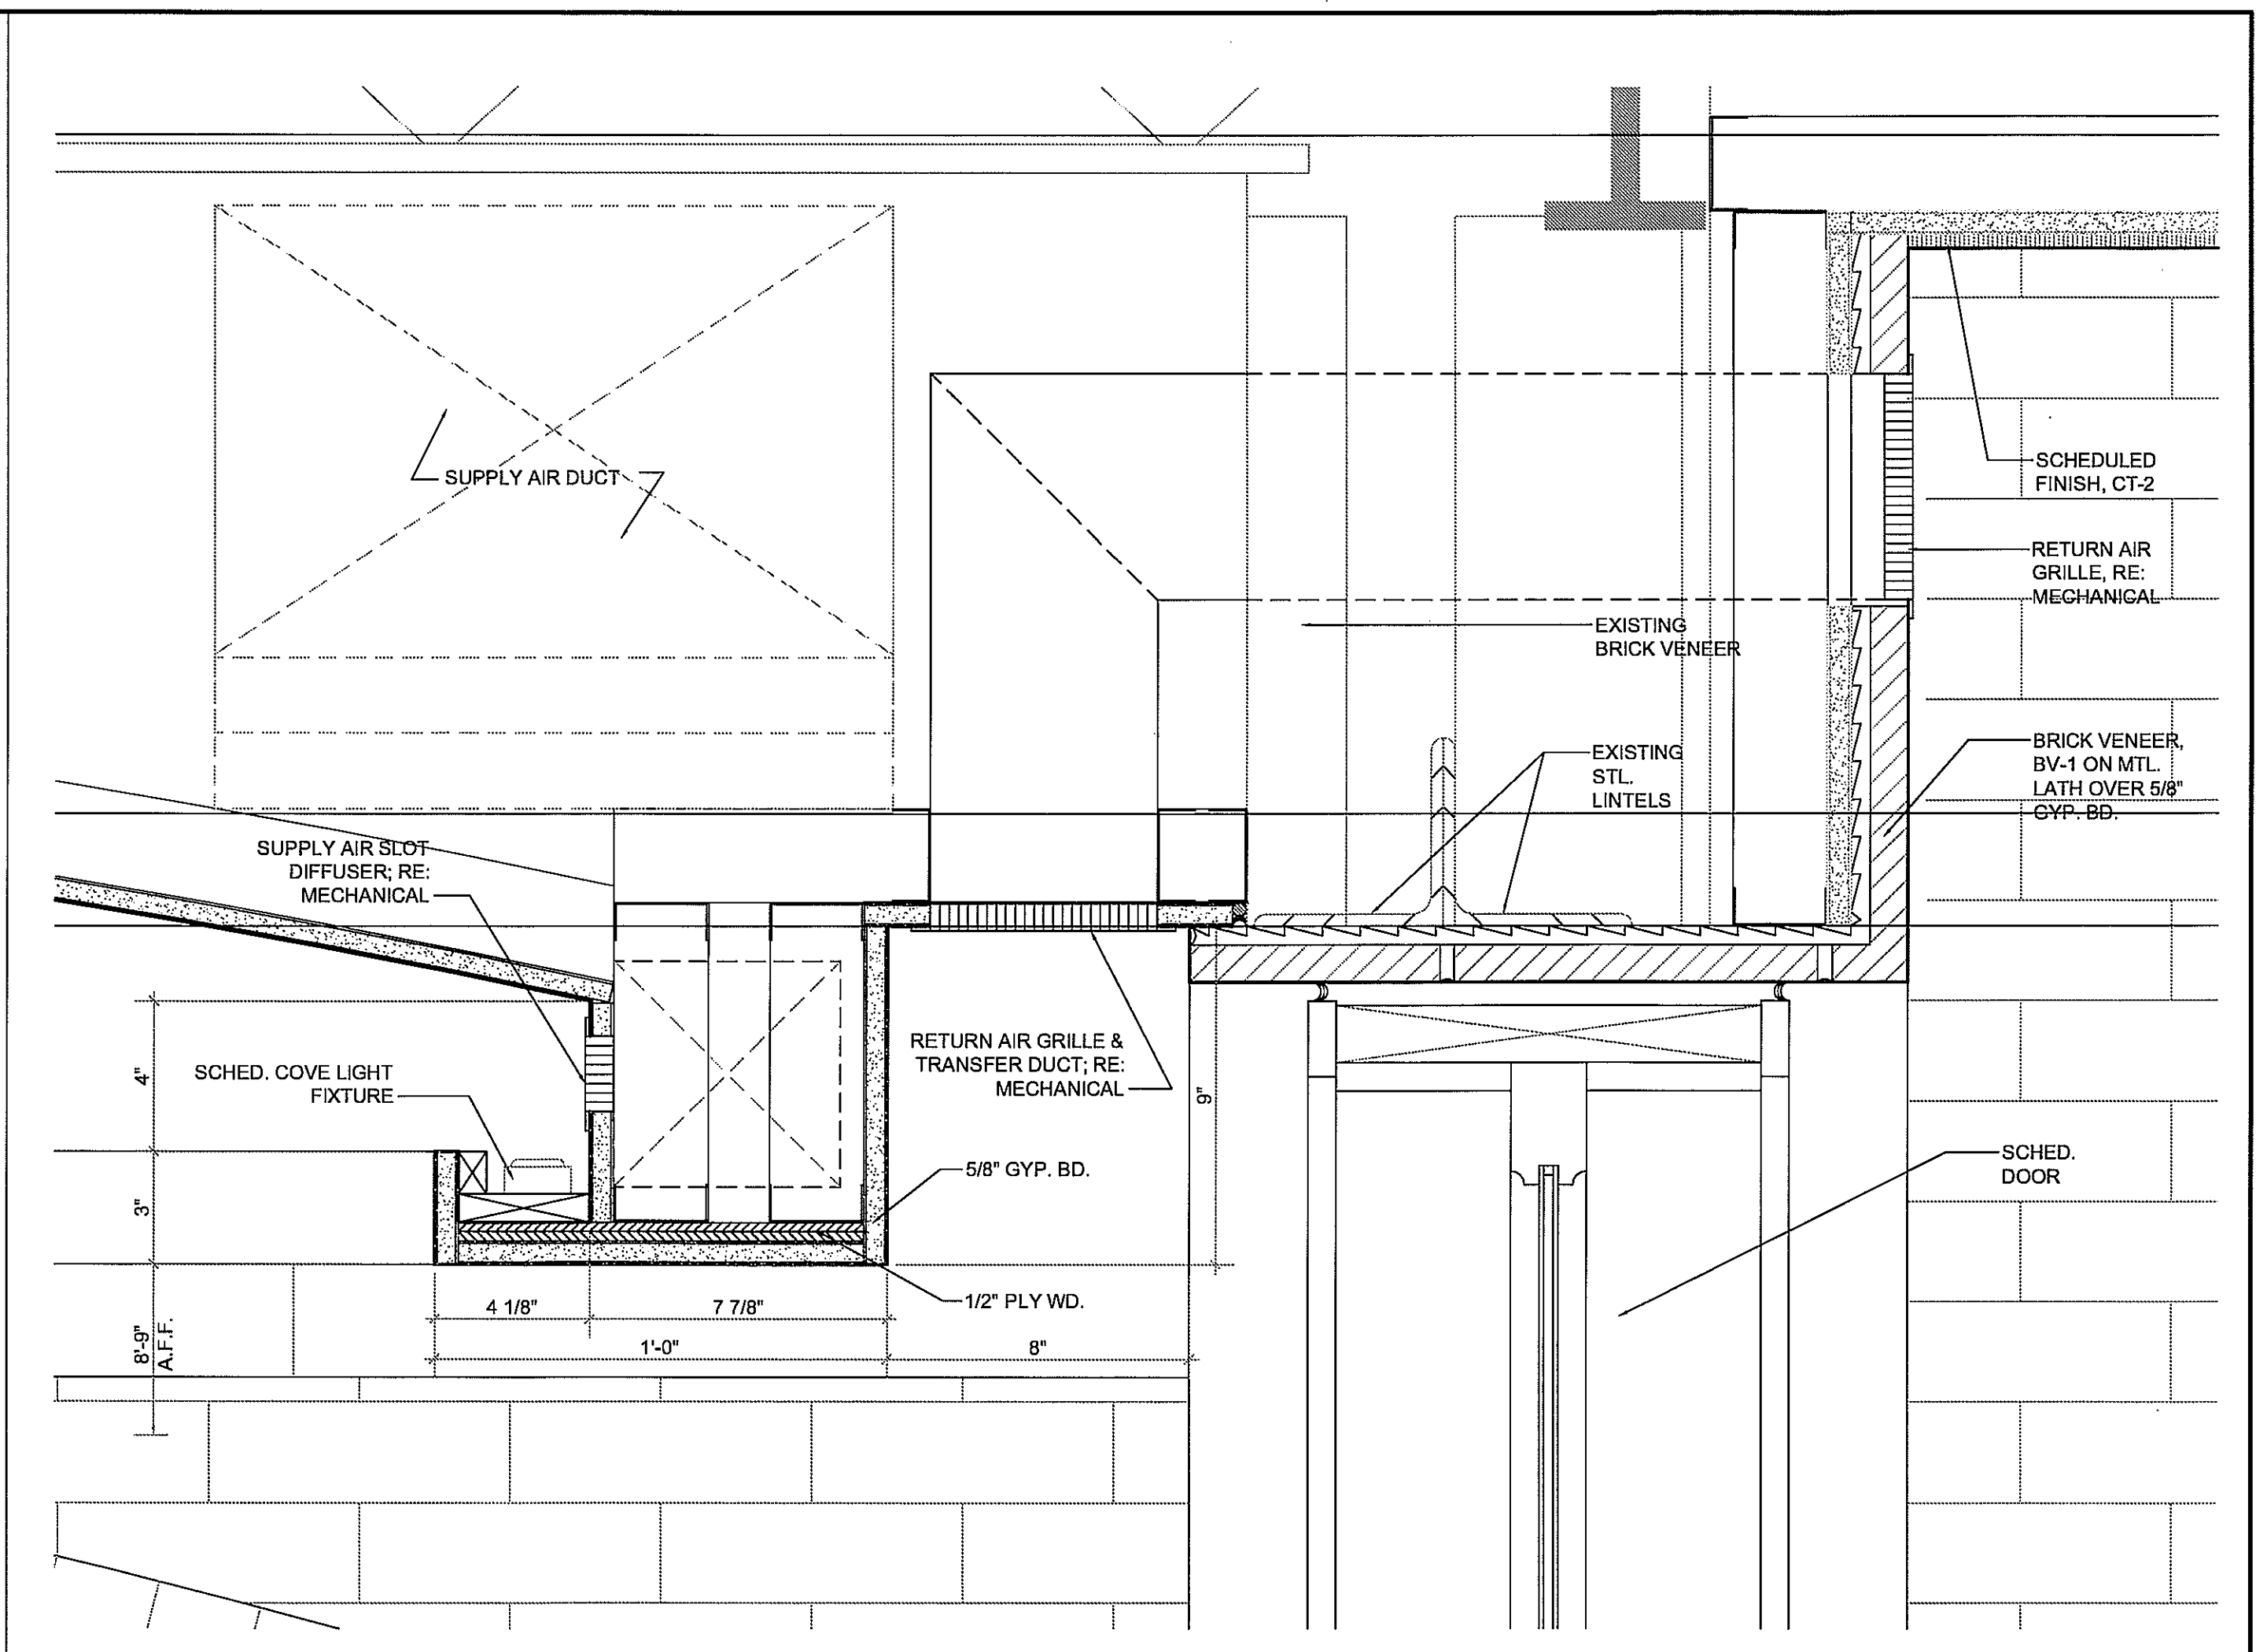 SUPPLY AIR DUCT
SCHEDULED
FINISH, CT-2
RETURN AIR
GRILLE, RE:
MECHANICAL
EXISTING
BRICK VENEER
EXISTING
STL.
LINTELS
BRICK VENEER,
BV-1 ON MTL.
LATH OVER 5/8"
GYP. BD.
SUPPLY AIR SLOT
DIFFUSER; RE:
MECHANICAL
RETURN AIR GRILLE &
TRANSFER DUCT; RE:
MECHANICAL
SCHED. COVE LIGHT
FIXTURE
4"
3"
9"
5/8" GYP. BD.
SCHED.
DOOR
1/2" PLY WD.
4 1/8"
7 7/8"
1'-0"
8"
8'-9"
A.F.F.